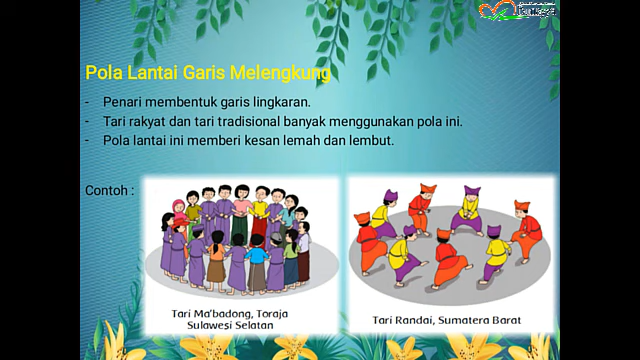 Pola Lantai Garis Melengkung
- Penari membentuk garis lingkaran.
- Tari rakyat dan tari tradisional banyak menggunakan pola ini.
- Pola lantai ini memberi kesan lemah dan lembut.
Contoh :
Tari Ma'badong, Toraja
Sulawesi Selatan
Tari Randai, Sumatera Barat